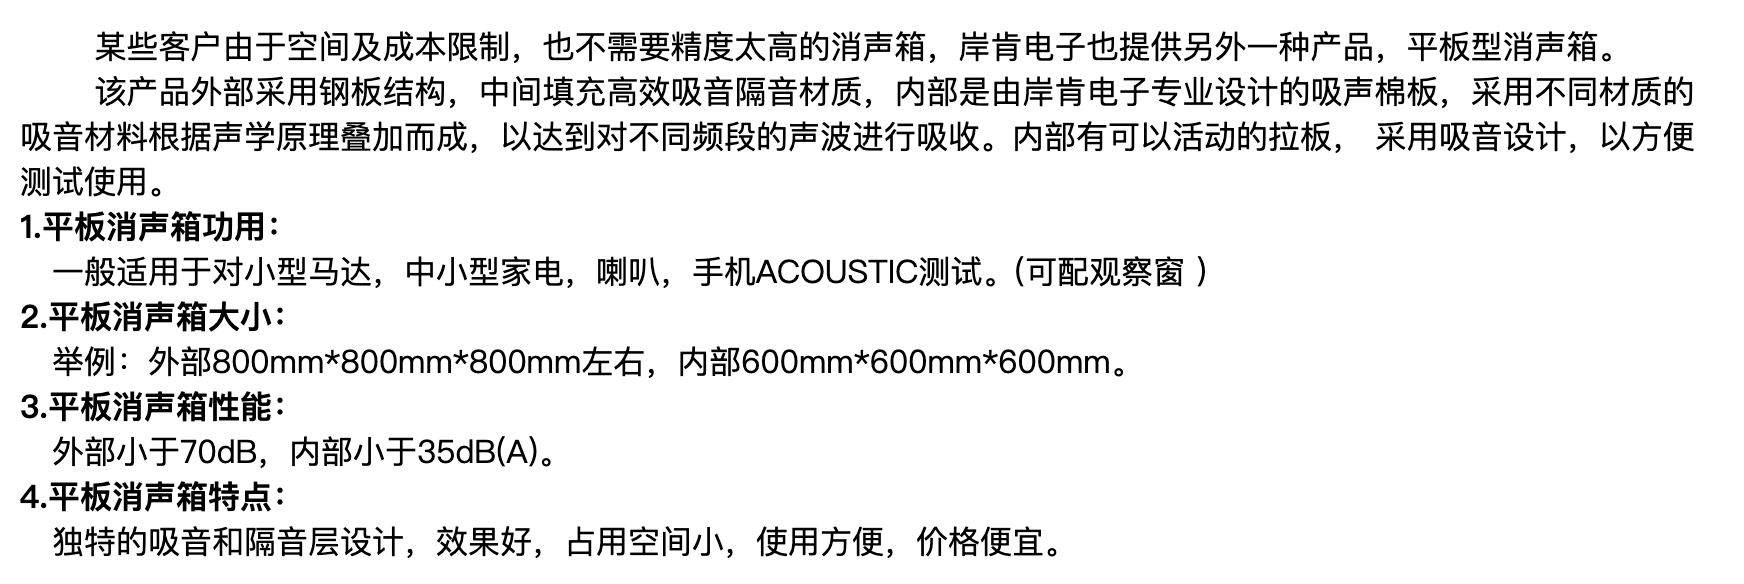 某些客户由于空间及成本限制，也不需要精度太高的消声箱，岸肯电子也提供另外一种产品，平板型消声箱。
该产品外部采用钢板结构，中间填充高效吸音隔音材质，内部是由岸肯电子专业设计的吸声棉板，采用不同材质的
吸音材料根据声学原理叠加而成，以达到对不同频段的声波进行吸收。内部有可以活动的拉板， 采用吸音设计，以方便
测试使用。
1.平板消声箱功用：
一般适用于对小型马达，中小型家电，喇叭，手机ACOUSTIC测试。(可配观察窗 ）
2.平板消声箱大小：
举例：外部800mm*800mm*800mm左右，内部600mm*600mm*600mm。
3.平板消声箱性能：
外部小于70dB，内部小于35dB(A)。
4.平板消声箱特点：
独特的吸音和隔音层设计，效果好，占用空间小，使用方便，价格便宜。